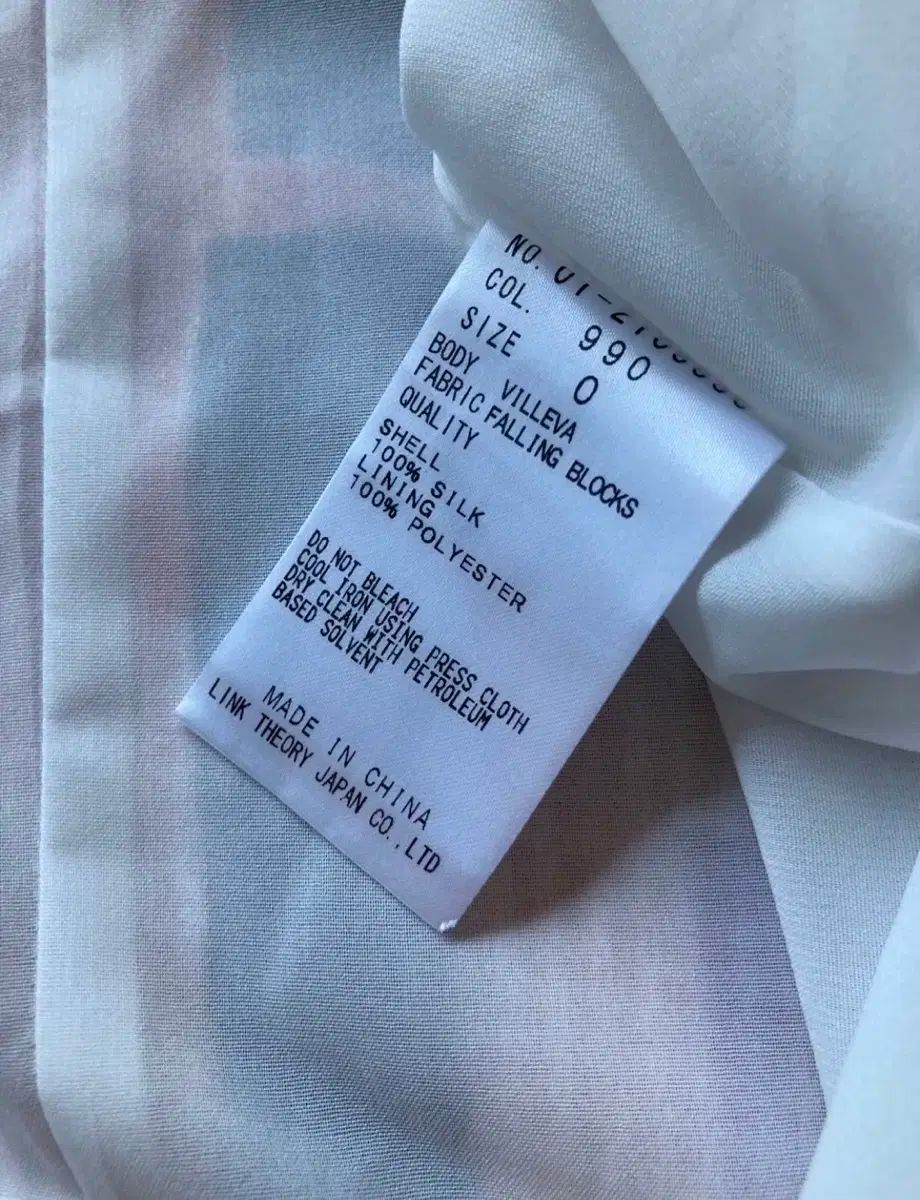 NO.
COL. 990
SIZE 0
BODY VILLEVA
FABRIC FALLING BLOCKS
QUALITY
SHELL
100% SILK
LINING
100% POLYESTER
DO NOT BLEACH
COOL IRON USING PRESS CLOTH
DRY CLEAN WITH PETROLEUM
BASED SOLVENT
MADE IN CHINA
LINK THEORY JAPAN CO.,LTD